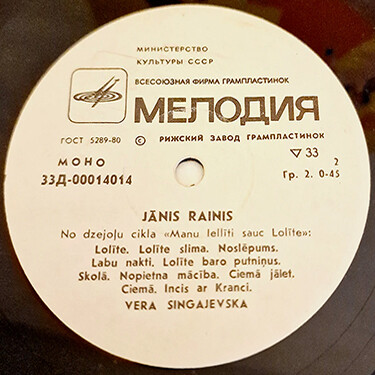 МИНИСТЕРСТВО
КУЛЬТУРЫ СССР
ВСЕСОЮЗНАЯ ФИРМА ГРАМПЛАСТИНОК
МЕЛОДИЯ
ГОСТ 5289-80 © РИЖСКИЙ ЗАВОД ГРАМПЛАСТИНОК
МОНО ▽ 33 2
33Д-00014014 Гр. 2. 0-45
JĀNIS RAINIS
No dzejoļu cikla «Manu lellīti sauc Lolīte»:
Lolīte. Lolīte slima. Noslēpums.
Labu nakti. Lolīte baro putniņus.
Skolā. Nopietna mācība. Ciemā jālet.
Ciemā. Incis ar Kranci.
VERA SINGAJEVSKA